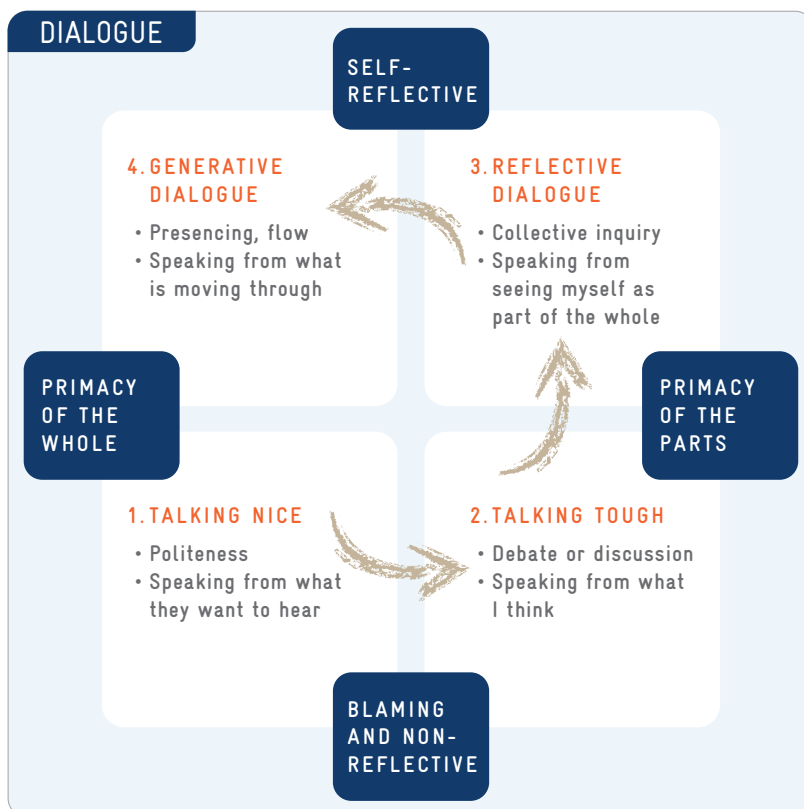 DIALOGUE
SELF-
REFLECTIVE
4. GENERATIVE
DIALOGUE
• Presencing, flow
• Speaking from what
is moving through
3. REFLECTIVE
DIALOGUE
• Collective inquiry
• Speaking from
seeing myself as
part of the whole
PRIMACY
OF THE
WHOLE
PRIMACY
OF THE
PARTS
1. TALKING NICE
• Politeness
• Speaking from what
they want to hear
2. TALKING TOUGH
• Debate or discussion
• Speaking from what
I think
BLAMING
AND NON-
REFLECTIVE